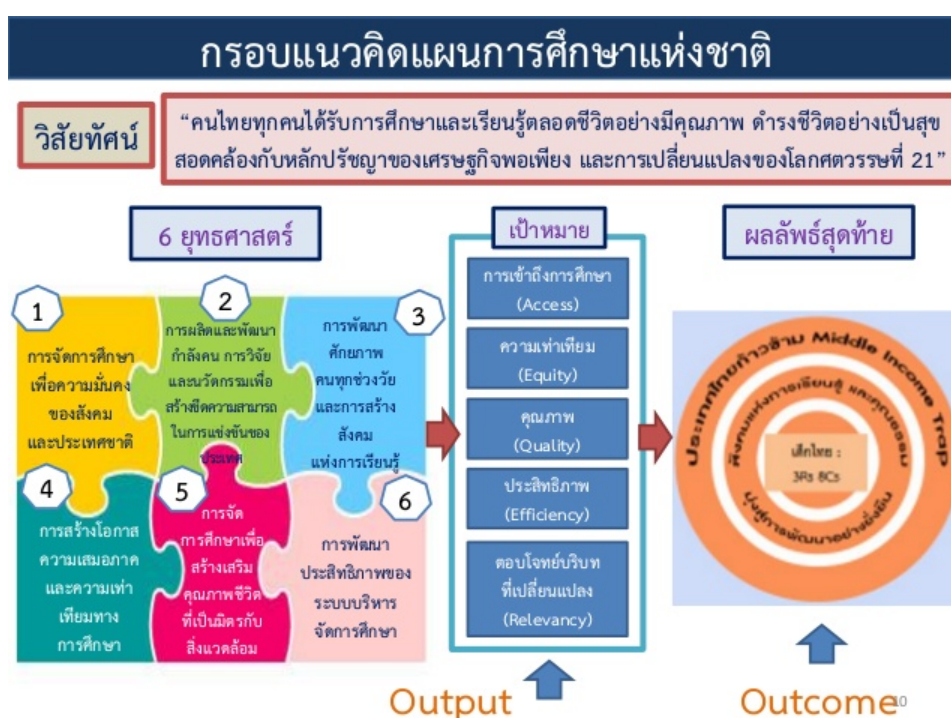 กรอบแนวคิดแผนการศึกษาแห่งชาติ
วิสัยทัศน์
“คนไทยทุกคนได้รับการศึกษาและเรียนรู้ตลอดชีวิตอย่างมีคุณภาพ ดำรงชีวิตอย่างเป็นสุข
สอดคล้องกับหลักปรัชญาของเศรษฐกิจพอเพียง และการเปลี่ยนแปลงของโลกศตวรรษที่ 21”
6 ยุทธศาสตร์
1
การจัดการศึกษา
เพื่อความมั่นคง
ของสังคม
และประเทศชาติ
2
การผลิตและพัฒนา
กำลังคน การวิจัย
และนวัตกรรมเพื่อ
สร้างขีดความสามารถ
ในการแข่งขันของ
ประเทศ
3
การพัฒนา
ศักยภาพ
คนทุกช่วงวัย
และการสร้าง
สังคม
แห่งการเรียนรู้
4
การสร้างโอกาส
ความเสมอภาค
และความเท่า
เทียมทาง
การศึกษา
5
การจัด
การศึกษาเพื่อ
สร้างเสริม
คุณภาพชีวิต
ที่เป็นมิตรกับ
สิ่งแวดล้อม
6
การพัฒนา
ประสิทธิภาพของ
ระบบบริหาร
จัดการศึกษา
เป้าหมาย
การเข้าถึงการศึกษา
(Access)
ความเท่าเทียม
(Equity)
คุณภาพ
(Quality)
ประสิทธิภาพ
(Efficiency)
ตอบโจทย์บริบท
ที่เปลี่ยนแปลง
(Relevancy)
Output
ผลลัพธ์สุดท้าย
ประเทศไทยก้าวข้าม Middle Income Trap
สังคมแห่งการเรียนรู้ และคุณธรรม
เด็กไทย :
3Rs 8Cs
มุ่งสู่การพัฒนาอย่างยั่งยืน
Outcome
10